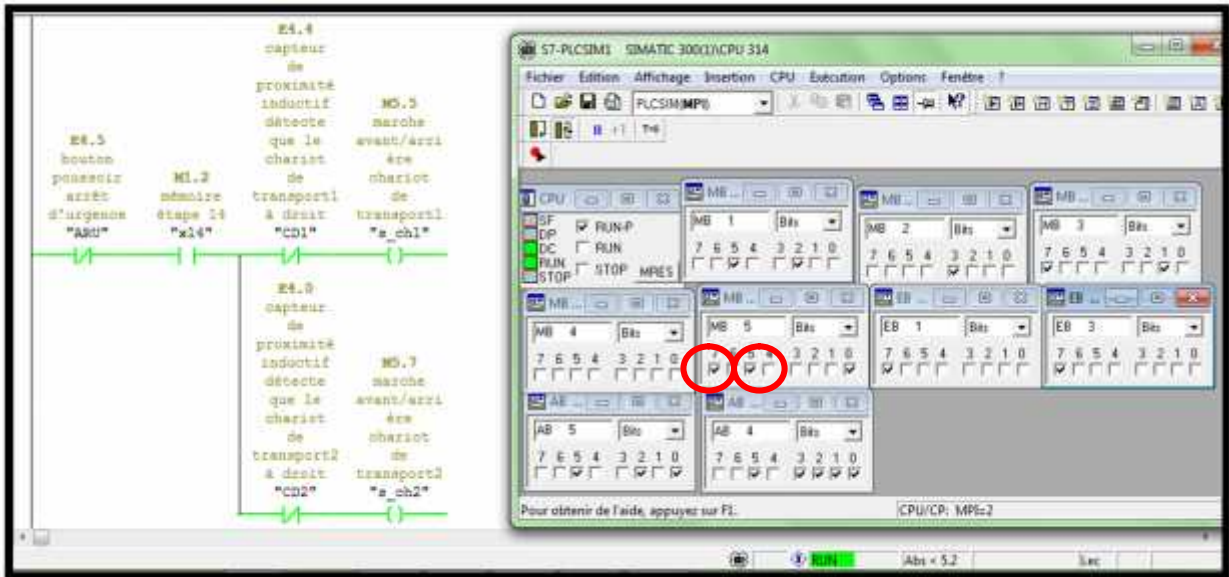 E4.4
capteur
de
proximité
inductif
détecte
que le
chariot
de
transport1
à droit
"CD1"
M5.5
marche
avant/arri
ère
chariot
de
transport1
"s_ch1"
E4.5
bouton
poussoir
arrêt
d'urgence
"ARU"
M1.2
mémoire
étape 14
"x14"
E4.0
capteur
de
proximité
inductif
détecte
que le
chariot
de
transport2
à droit
"CD2"
M5.7
marche
avant/arri
ère
chariot
de
transport2
"s_ch2"
S7-PLCSIM1 SIMATIC 300(1)\CPU 314
Fichier Edition Affichage Insertion CPU Exécution Options Fenêtre ?
PLCSIM(MPI)
T=0
CPU
SF
DP
DC
RUN
STOP
RUN-P
RUN
STOP MRES
MB ...
MB 1 Bits
7 6 5 4 3 2 1 0
MB ...
MB 2 Bits
7 6 5 4 3 2 1 0
MB ...
MB 3 Bits
7 6 5 4 3 2 1 0
MB ...
MB 4 Bits
7 6 5 4 3 2 1 0
MB ...
MB 5 Bits
7 6 5 4 3 2 1 0
EB ...
EB 1 Bits
7 6 5 4 3 2 1 0
EB ...
EB 3 Bits
7 6 5 4 3 2 1 0
AB ...
AB 5 Bits
7 6 5 4 3 2 1 0
AB ...
AB 4 Bits
7 6 5 4 3 2 1 0
Pour obtenir de l'aide, appuyez sur F1. CPU/CP: MPI=2
RUN Abs < 5.2